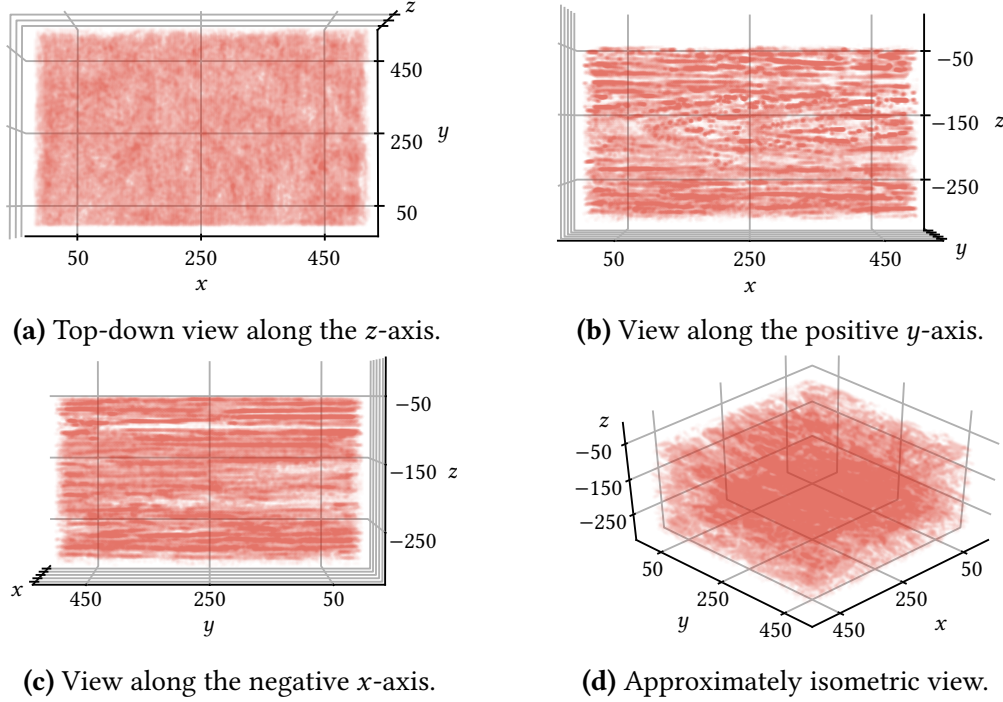 z
450
250
y
50
50
250
450
x
(a) Top-down view along the z-axis.
−50
−150
z
−250
y
50
250
450
x
(b) View along the positive y-axis.
−50
−150
z
−250
x
450
250
50
y
(c) View along the negative x-axis.
z
−50
−150
−250
50
50
250
250
y
x
450
450
(d) Approximately isometric view.